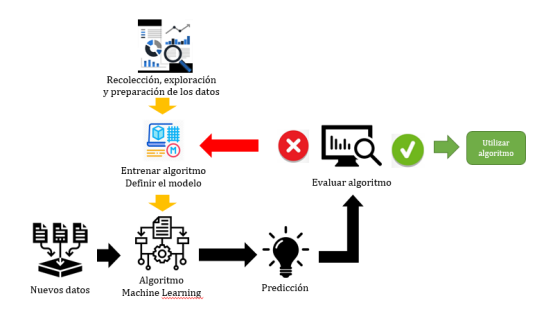 Recolección, exploración
y preparación de los datos
Entrenar algoritmo
Definir el modelo
Evaluar algoritmo
Utilizar
algoritmo
Nuevos datos
Algoritmo
Machine Learning
Predicción